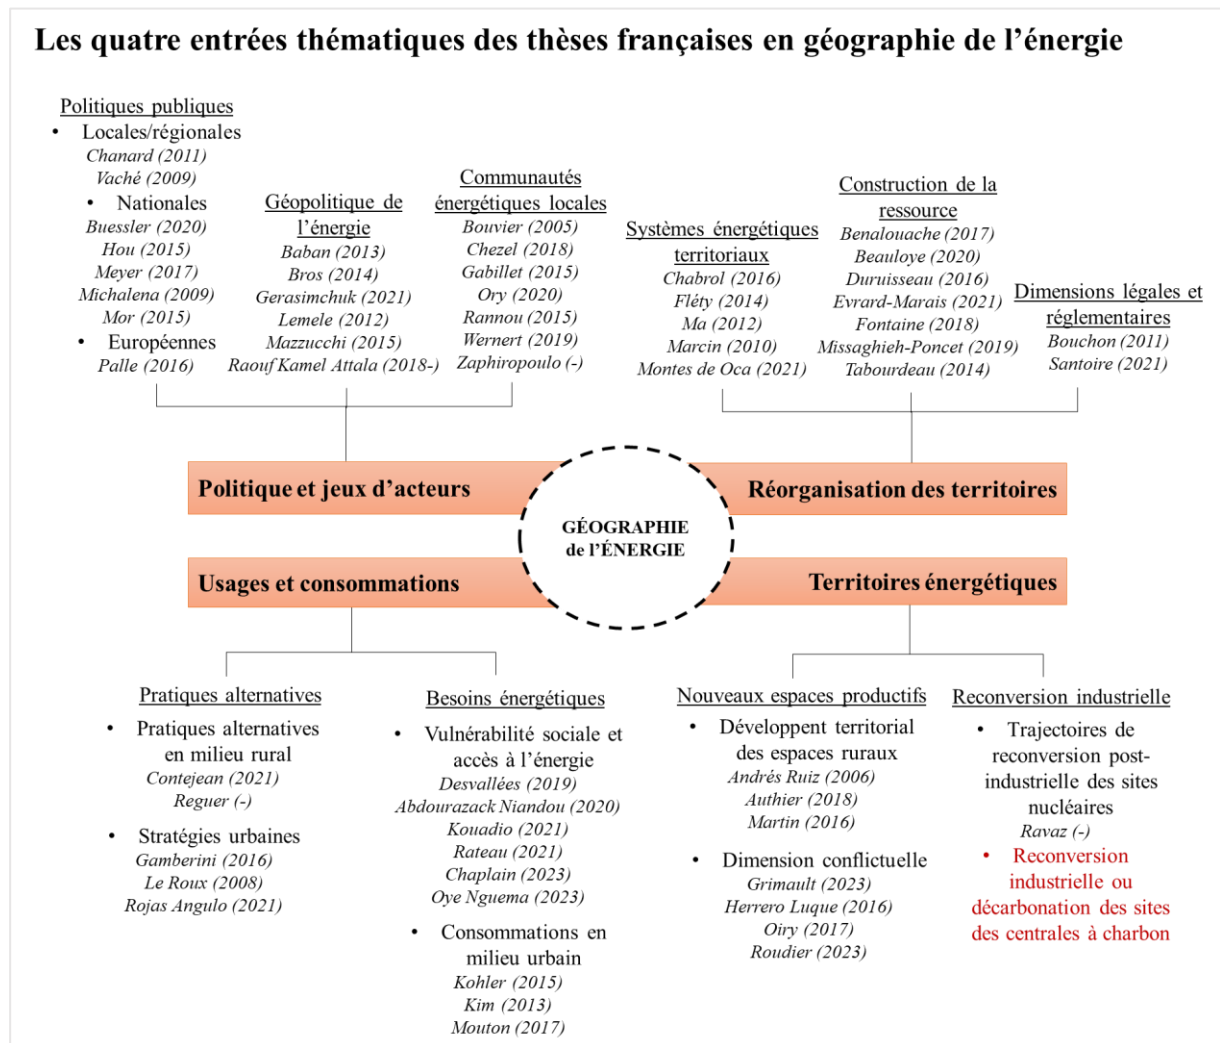 Les quatre entrées thématiques des thèses françaises en géographie de l'énergie
Politiques publiques
• Locales/régionales
Chanard (2011)
Vaché (2009)
• Nationales
Buessler (2020)
Hou (2015)
Meyer (2017)
Michalena (2009)
Mor (2015)
• Européennes
Palle (2016)
Géopolitique de
l'énergie
Baban (2013)
Bros (2014)
Gerasimchuk (2021)
Lemele (2012)
Mazzucchi (2015)
Raouf Kamel Attala (2018-)
Communautés
énergétiques locales
Bouvier (2005)
Chezel (2018)
Gabillet (2015)
Ory (2020)
Rannou (2015)
Wernert (2019)
Zaphiropoulo (-)
Systèmes énergétiques
territoriaux
Chabrol (2016)
Fléty (2014)
Ma (2012)
Marcin (2010)
Montes de Oca (2021)
Construction de la
ressource
Benalouache (2017)
Beauloye (2020)
Duruisseau (2016)
Evrard-Marais (2021)
Fontaine (2018)
Missaghieh-Poncet (2019)
Tabourdeau (2014)
Dimensions légales et
réglementaires
Bouchon (2011)
Santoire (2021)
Politique et jeux d'acteurs
Réorganisation des territoires
GÉOGRAPHIE
de l'ÉNERGIE
Usages et consommations
Territoires énergétiques
Pratiques alternatives
• Pratiques alternatives
en milieu rural
Contejean (2021)
Reguer (-)
• Stratégies urbaines
Gamberini (2016)
Le Roux (2008)
Rojas Angulo (2021)
Besoins énergétiques
• Vulnérabilité sociale et
accès à l'énergie
Desvallées (2019)
Abdourazack Niandou (2020)
Kouadio (2021)
Rateau (2021)
Chaplain (2023)
Oye Nguema (2023)
• Consommations en
milieu urbain
Kohler (2015)
Kim (2013)
Mouton (2017)
Nouveaux espaces productifs
• Développent territorial
des espaces ruraux
Andrés Ruiz (2006)
Authier (2018)
Martin (2016)
• Dimension conflictuelle
Grimault (2023)
Herrero Luque (2016)
Oiry (2017)
Roudier (2023)
Reconversion industrielle
• Trajectoires de
reconversion post-
industrielle des sites
nucléaires
Ravaz (-)
• Reconversion
industrielle ou
décarbonation des sites
des centrales à charbon